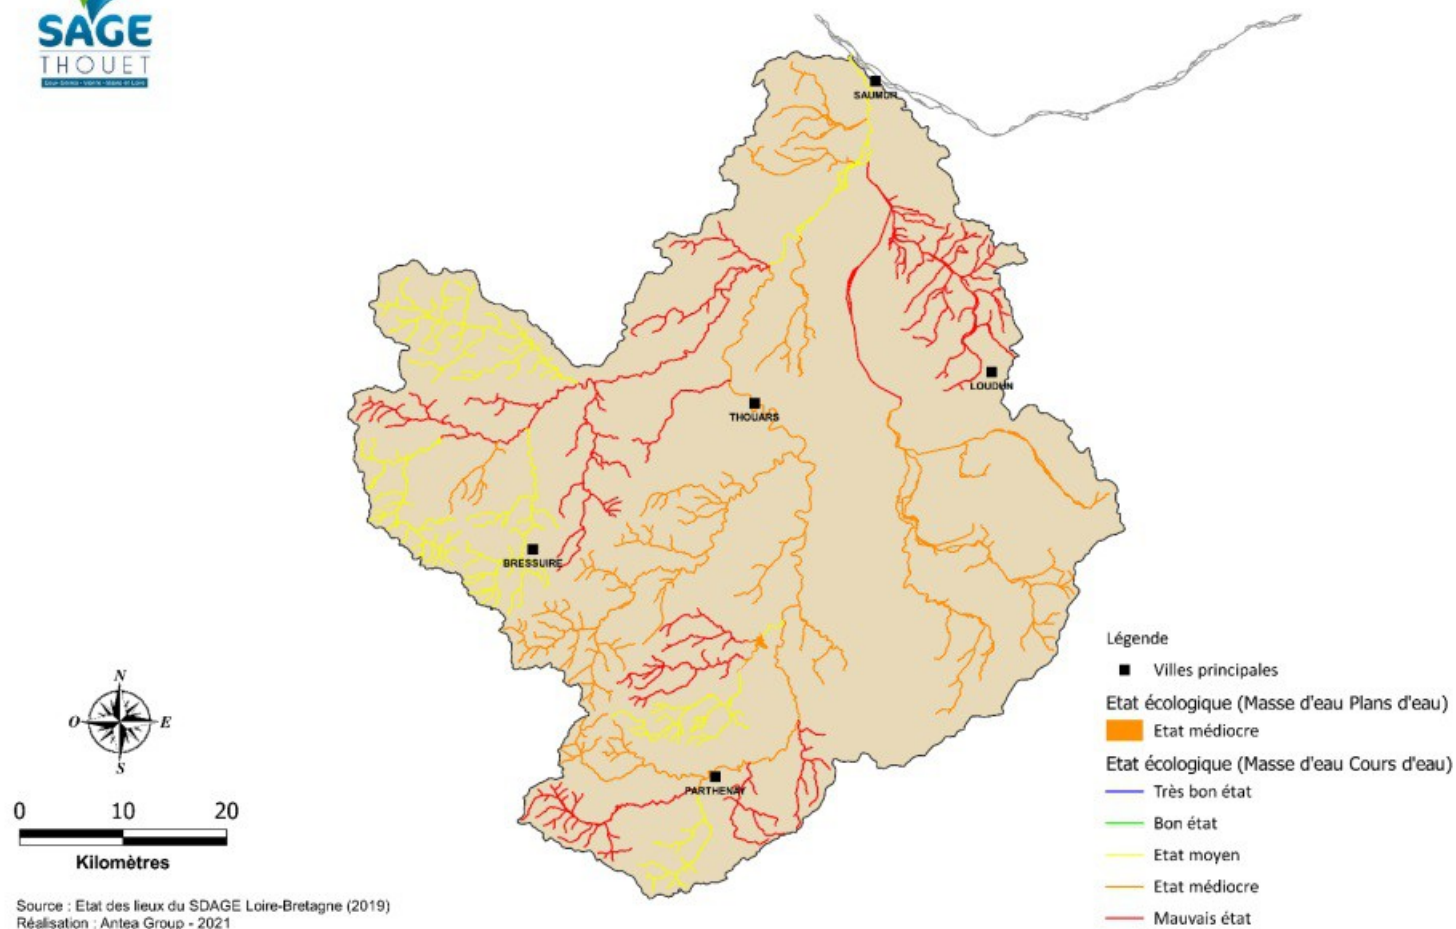 SAGE
THOUET
SAUMUR
LOUDUN
THOUARS
BRESSUIRE
PARTHENAY
N
O
E
S
0 10 20
Kilomètres
Source : Etat des lieux du SDAGE Loire-Bretagne (2019)
Réalisation : Antea Group - 2021
Légende
Villes principales
Etat écologique (Masse d'eau Plans d'eau)
Etat médiocre
Etat écologique (Masse d'eau Cours d'eau)
Très bon état
Bon état
Etat moyen
Etat médiocre
Mauvais état